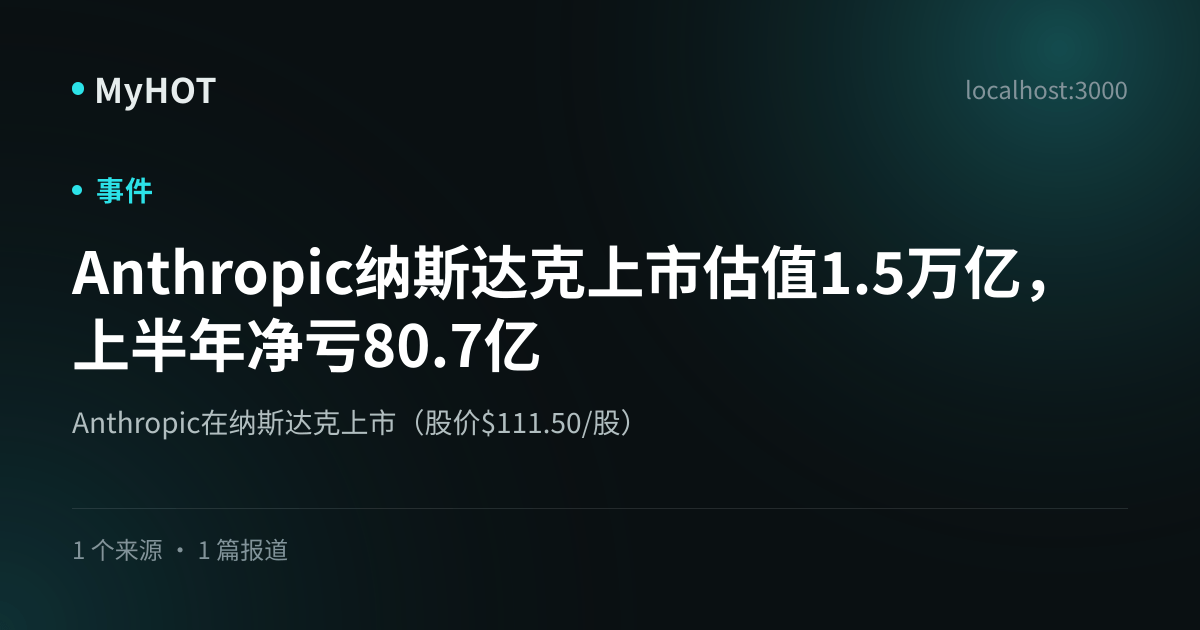 MyHOT
localhost:3000
事件
Anthropic纳斯达克上市估值1.5万亿，
上半年净亏80.7亿
Anthropic在纳斯达克上市（股价$111.50/股）
1 个来源 · 1 篇报道